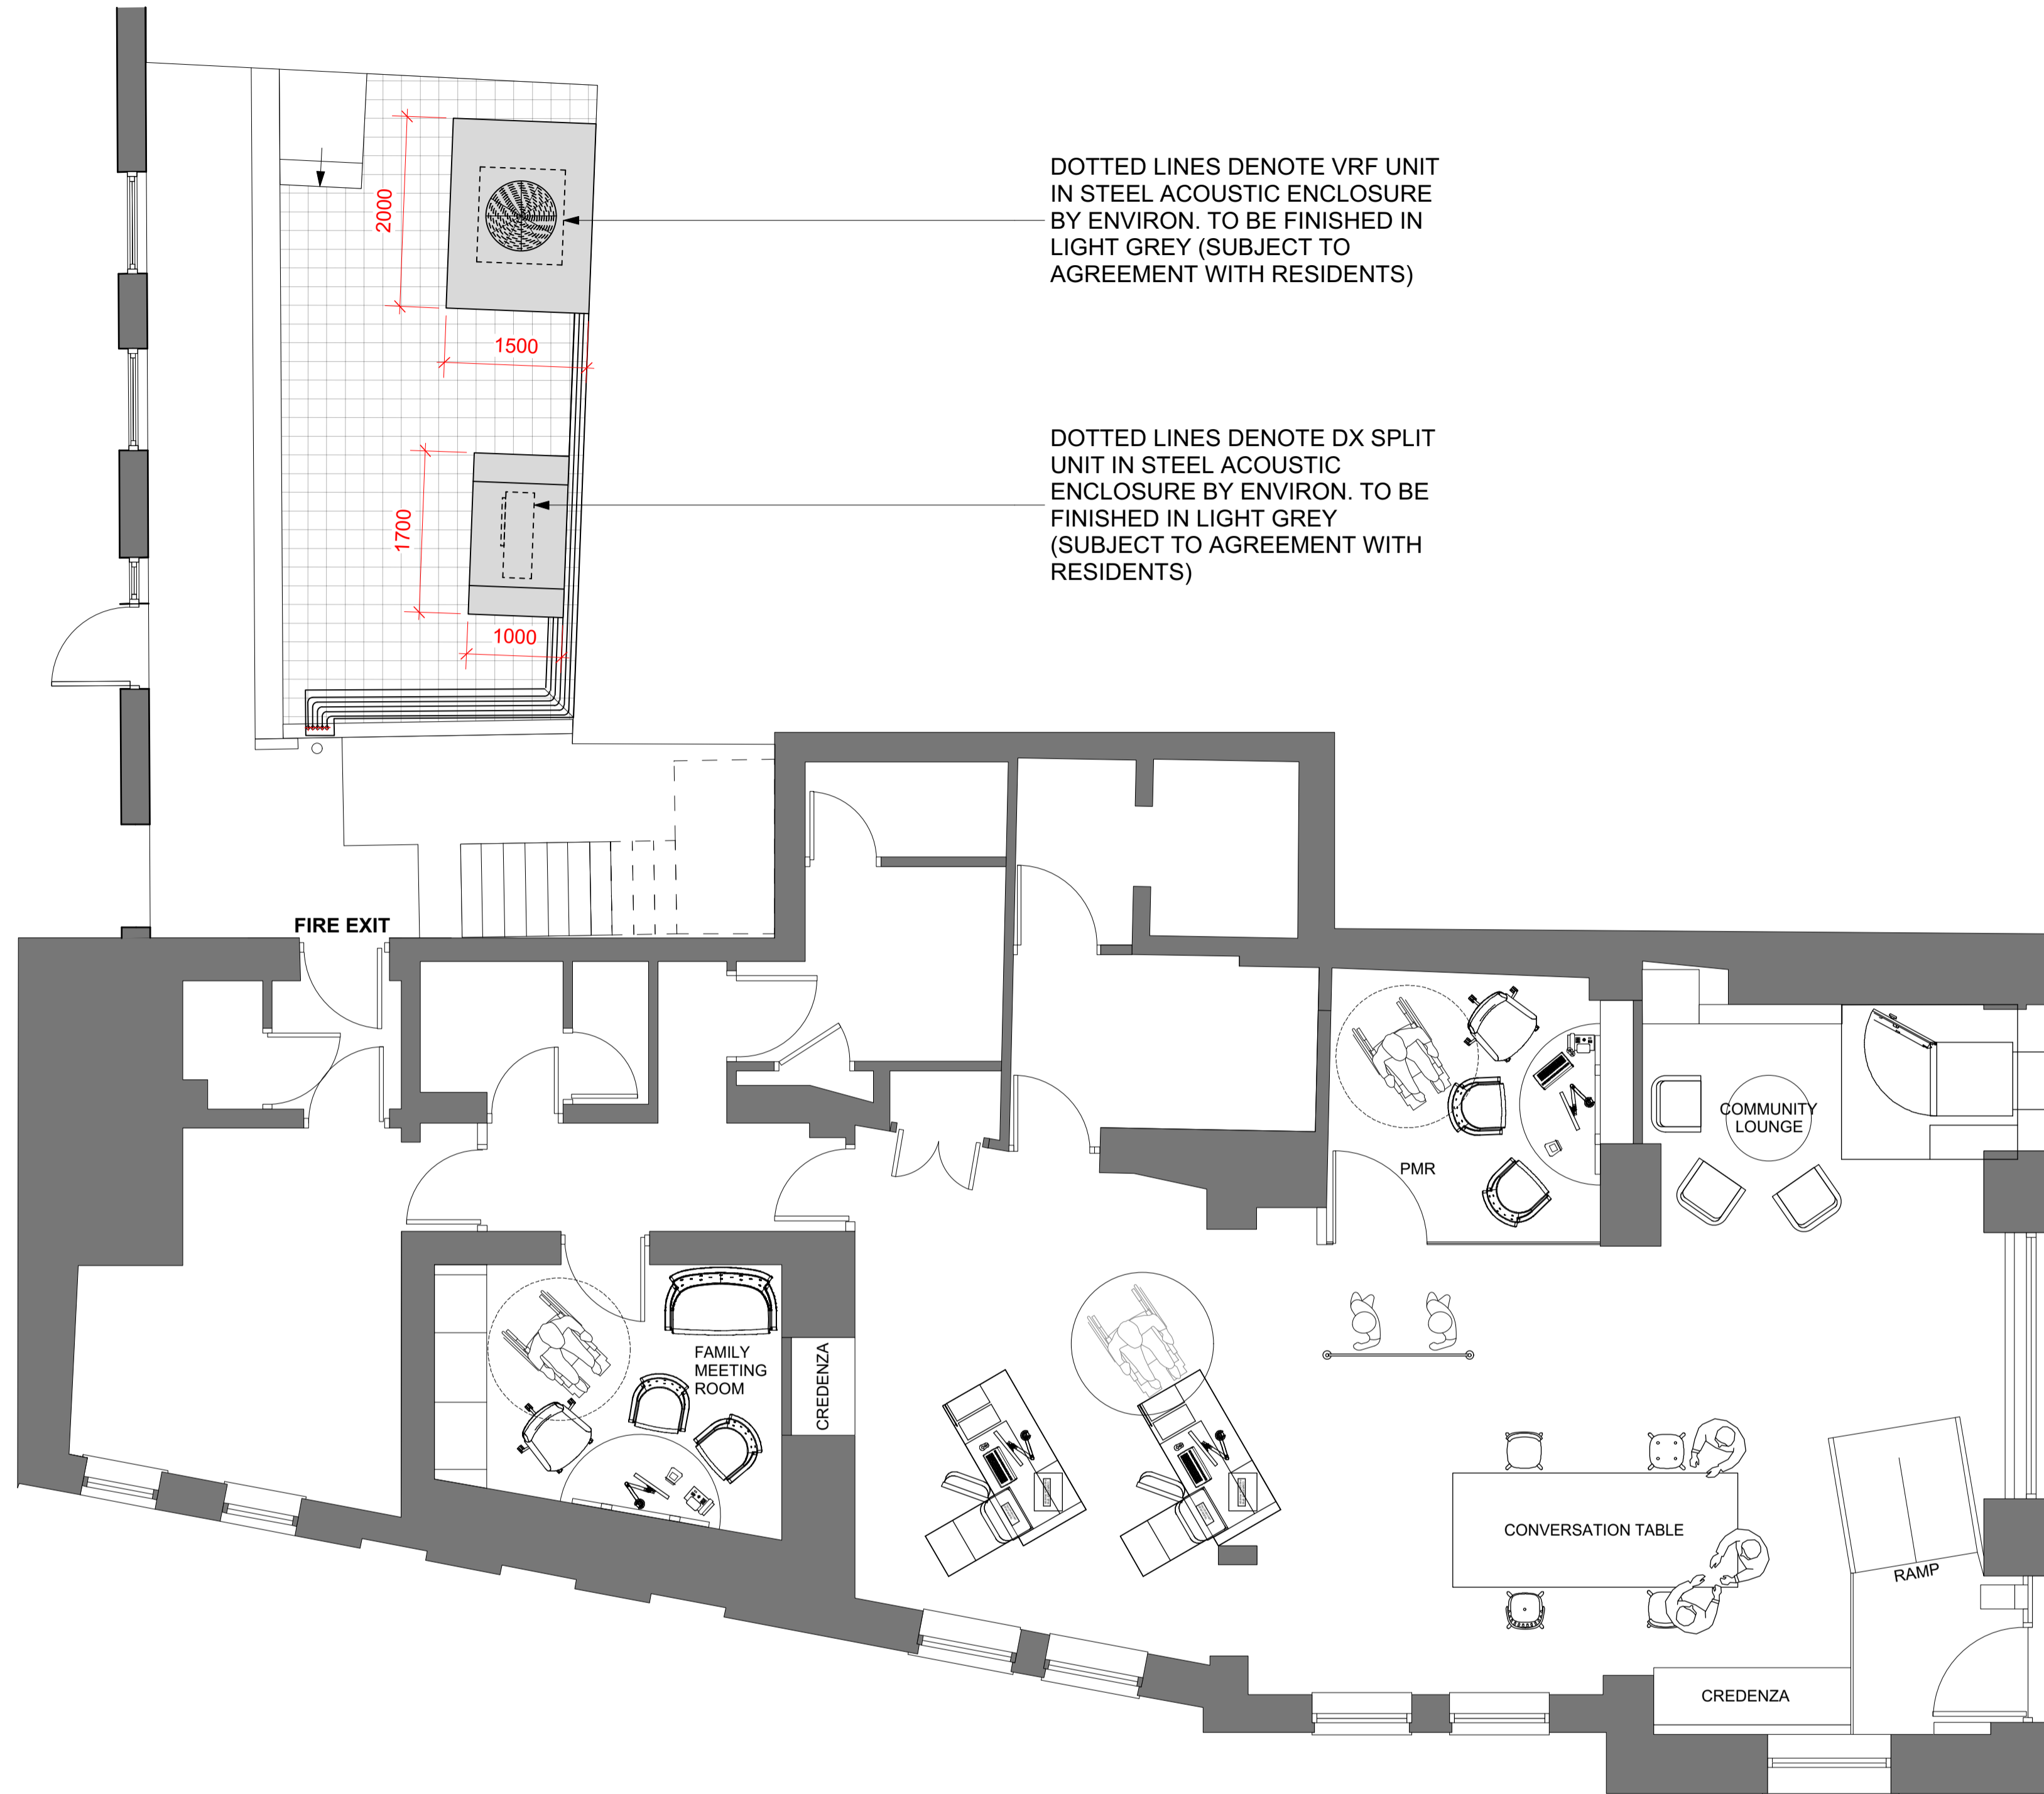 DOTTED LINES DENOTE VRF UNIT
IN STEEL ACOUSTIC ENCLOSURE
BY ENVIRON. TO BE FINISHED IN
LIGHT GREY (SUBJECT TO
AGREEMENT WITH RESIDENTS)
2000
1500
DOTTED LINES DENOTE DX SPLIT
UNIT IN STEEL ACOUSTIC
ENCLOSURE BY ENVIRON. TO BE
FINISHED IN LIGHT GREY
(SUBJECT TO AGREEMENT WITH
RESIDENTS)
1700
1000
FIRE EXIT
COMMUNITY
LOUNGE
PMR
FAMILY
MEETING
ROOM
CREDENZA
CONVERSATION TABLE
RAMP
CREDENZA